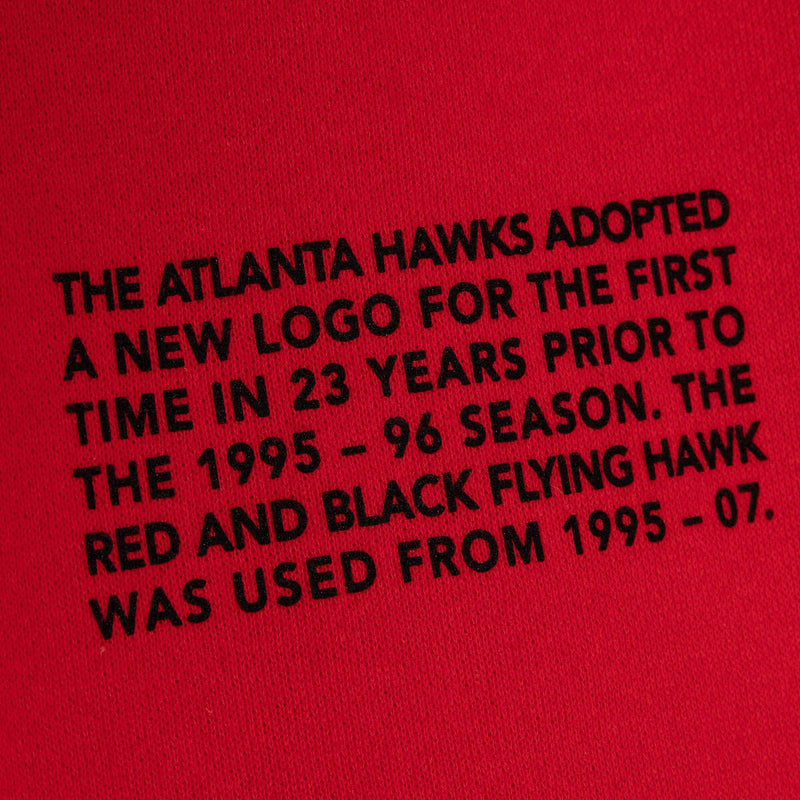 THE ATLANTA HAWKS ADOPTED
A NEW LOGO FOR THE FIRST
TIME IN 23 YEARS PRIOR TO
THE 1995 – 96 SEASON. THE
RED AND BLACK FLYING HAWK
WAS USED FROM 1995 – 07.